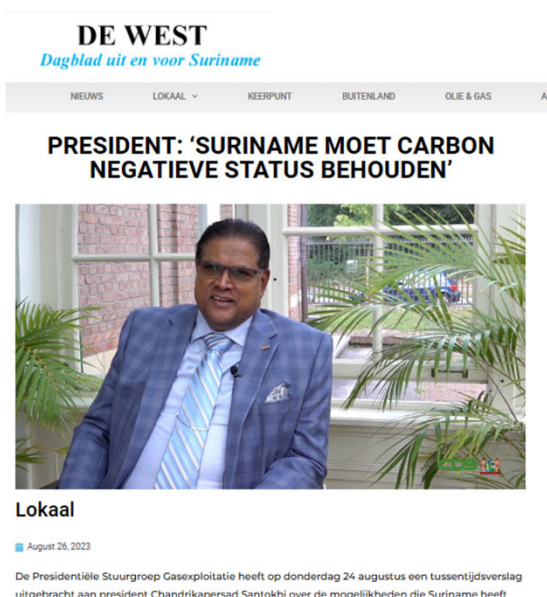 DE WEST
Dagblad uit en voor Suriname
NIEUWS LOKAAL KEERPUNT BUITENLAND OLIE & GAS A
PRESIDENT: ‘SURINAME MOET CARBON
NEGATIEVE STATUS BEHOUDEN’
Lokaal
August 26, 2023
De Presidentiële Stuurgroep Gasexploitatie heeft op donderdag 24 augustus een tussentijdsverslag
uitgebracht aan president Chandrikapersad Santokhi over de mogelijkheden die Suriname heeft